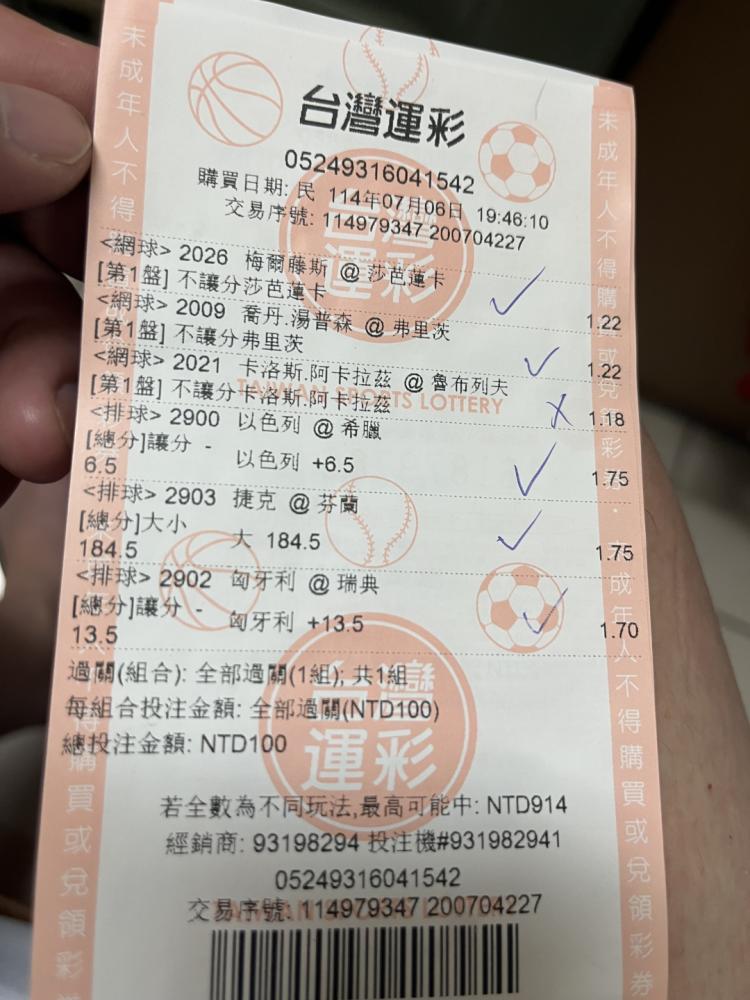 台灣運彩
05249316041542
購買日期: 民 114年07月06日 19:46:10
交易序號: 114979347 200704227
<網球> 2026 梅爾藤斯 @ 莎芭蓮卡
[第1盤] 不讓分莎芭蓮卡 1.22
<網球> 2009 喬丹.湯普森 @ 弗里茨
[第1盤] 不讓分弗里茨 1.22
<網球> 2021 卡洛斯.阿卡拉茲 @ 魯布列夫
[第1盤] 不讓分卡洛斯.阿卡拉茲 1.18
TAIWAN SPORTS LOTTERY
<排球> 2900 以色列 @ 希臘
[總分]讓分 - 以色列 +6.5 1.75
6.5
<排球> 2903 捷克 @ 芬蘭
[總分]大小 大 184.5 1.75
184.5
<排球> 2902 匈牙利 @ 瑞典
[總分]讓分 - 匈牙利 +13.5 1.70
13.5
過關(組合): 全部過關(1組); 共1組
每組合投注金額: 全部過關(NTD100)
總投注金額: NTD100
台灣運彩
若全數為不同玩法,最高可能中: NTD914
經銷商: 93198294 投注機#931982941
05249316041542
交易序號: 114979347 200704227
未成年人不得購買或兌領彩券
未成年人不得購買或兌領彩券